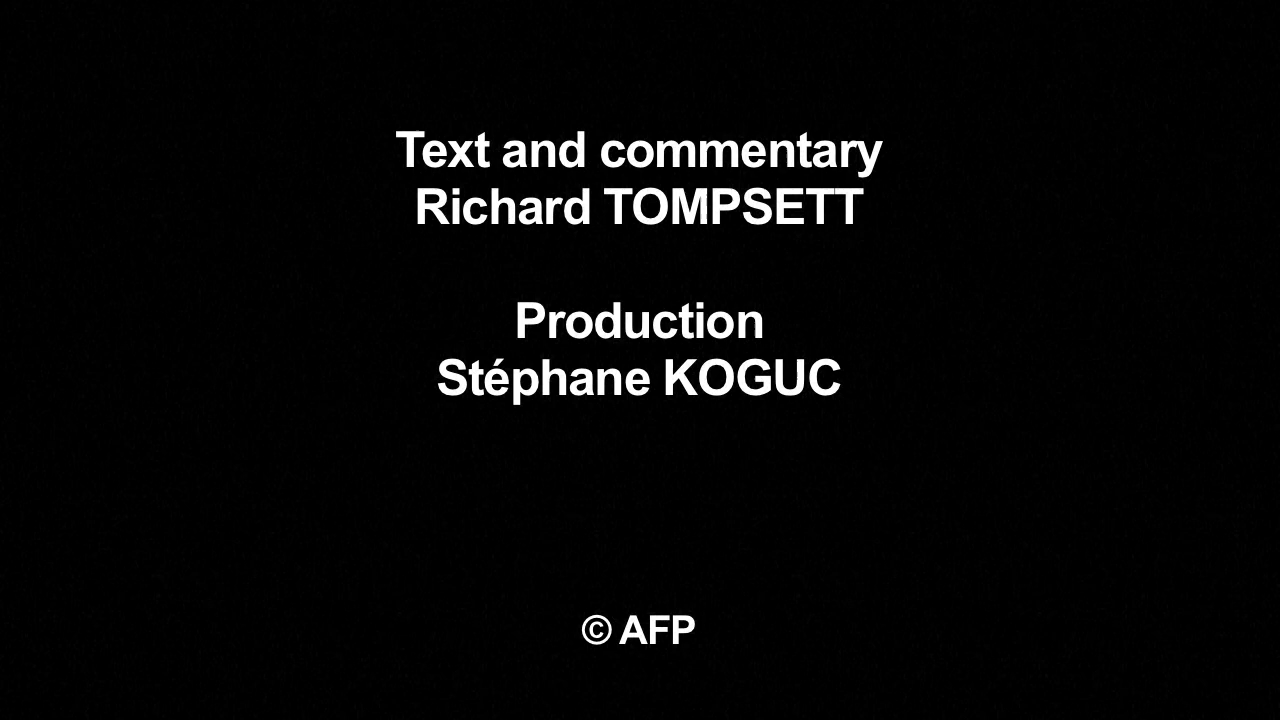 Text and commentary
Richard TOMPSETT
Production
Stéphane KOGUC
© AFP